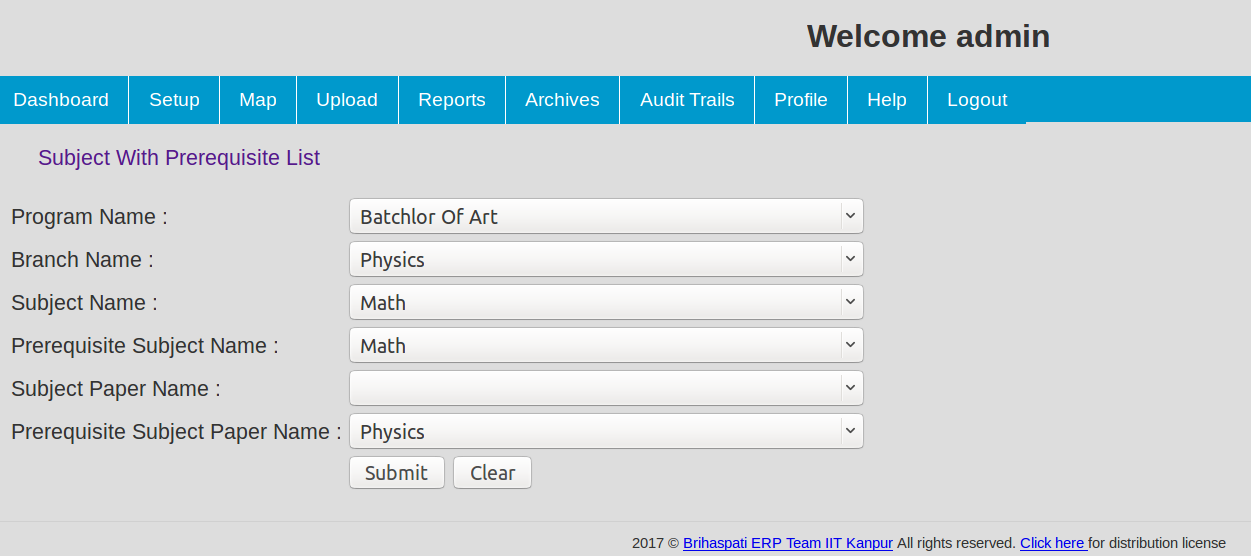 Welcome admin
Dashboard Setup Map Upload Reports Archives Audit Trails Profile Help Logout
Subject With Prerequisite List
Program Name : Batchlor Of Art
Branch Name : Physics
Subject Name : Math
Prerequisite Subject Name : Math
Subject Paper Name :
Prerequisite Subject Paper Name : Physics
Submit Clear
2017 © Brihaspati ERP Team IIT Kanpur All rights reserved. Click here for distribution license